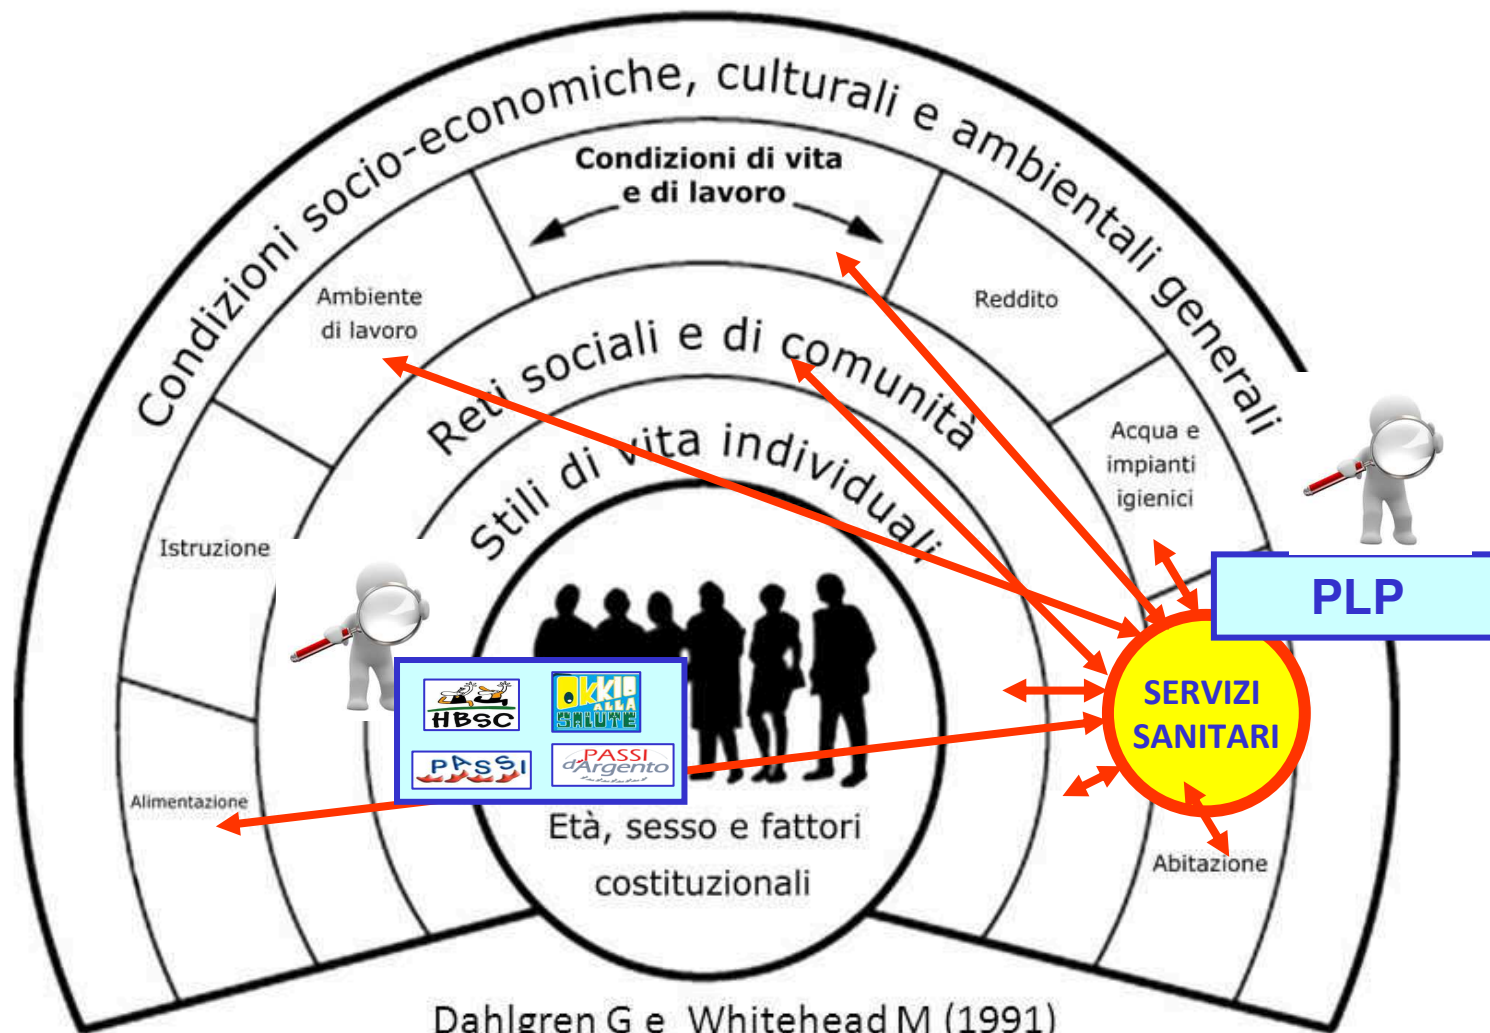 Condizioni socio-economiche, culturali e ambientali generali
Condizioni di vita
e di lavoro
Ambiente
di lavoro
Reddito
Reti sociali e di comunità
Stili di vita individuali
Acqua e
impianti
igienici
Istruzione
PLP
HBSC
OKKIO
ALLA
SALUTE
PASSI
PASSI
d'Argento
SERVIZI
SANITARI
Alimentazione
Età, sesso e fattori
costituzionali
Abitazione
Dahlgren G e Whitehead M (1991)